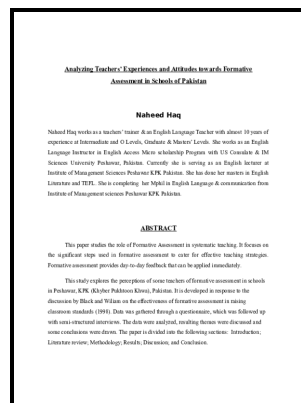 Analyzing Teachers' Experiences and Attitudes towards Formative
Assessment in Schools of Pakistan
Naheed Haq
Naheed Haq works as a teachers' trainer & as an English Language Teacher with almost 10 years of
experience at Intermediate and O Levels, Graduate & Masters' Levels. She works as an English
Language Instructor in English Access Micro scholarship Program with US Consulate & IM
Sciences University Peshawar, Pakistan. Currently she is serving as an English lecturer at
Institute of Management Sciences Peshawar KPK Pakistan. She has done her masters in English
Literature and TEFL. She is completing her Mphil in English Language & communication from
Institute of Management sciences Peshawar KPK Pakistan.
ABSTRACT
This paper studies the role of Formative Assessment in systematic teaching. It focuses on
the significant steps used in formative assessment to cater for effective teaching strategies.
Formative assessment provides day-to-day feedback that can be applied immediately.
This study explores the perceptions of some teachers of formative assessment in schools
in Peshawar, KPK (Khyber Pukhtoon Khwa), Pakistan. It is developed in response to the
discussion by Black and Wiliam on the effectiveness of formative assessment in raising
classroom standards (1998). Data was gathered through a questionnaire, which was followed up
with semi-structured interviews. The data were analyzed, resulting themes were discussed and
some conclusions were drawn. The paper is divided into the following sections: Introduction;
Literature review; Methodology; Results; Discussion; and Conclusion.